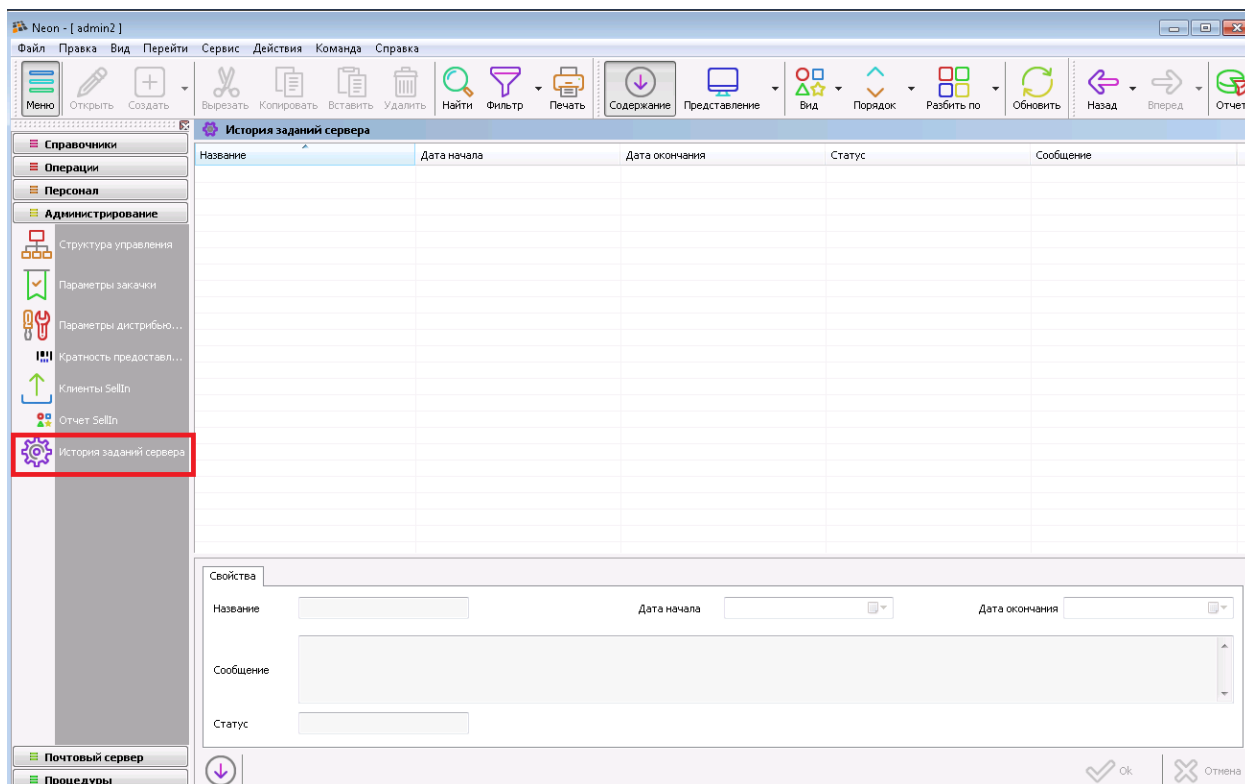 Neon - [ admin2 ]
Файл Правка Вид Перейти Сервис Действия Команда Справка
Меню Открыть Создать Вырезать Копировать Вставить Удалить Найти Фильтр Печать Содержание Представление Вид Порядок Разбить по Обновить Назад Вперед Отчет
История заданий сервера
Справочники
Операции
Персонал
Администрирование
Структура управления
Параметры закачки
Параметры дистрибью...
Кратность предоставл...
Клиенты SellIn
Отчет SellIn
История заданий сервера
Почтовый сервер
Процедуры
Название Дата начала Дата окончания Статус Сообщение
Свойства
Название Дата начала Дата окончания
Сообщение
Статус
Ok Отмена